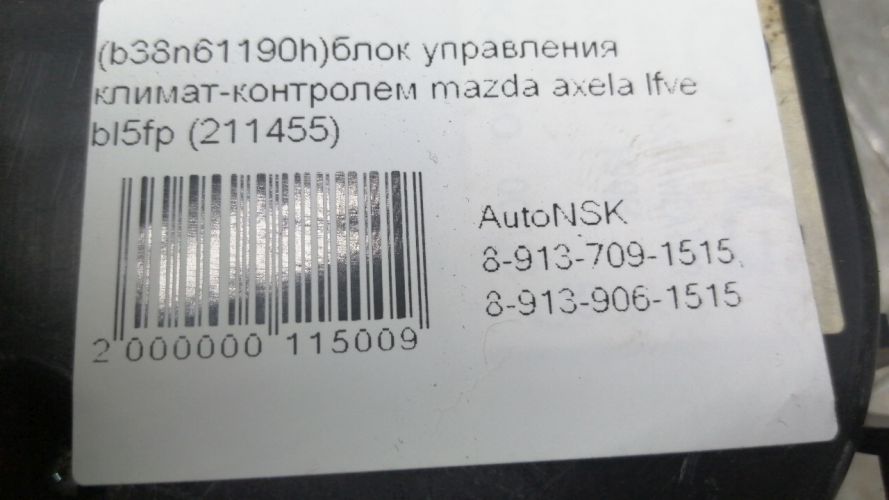 (b38n61190h)блок управления
климат-контролем mazda axela lfve
bl5fp (211455)
AutoNSK
8-913-709-1515,
8-913-906-1515
2 000000 115009